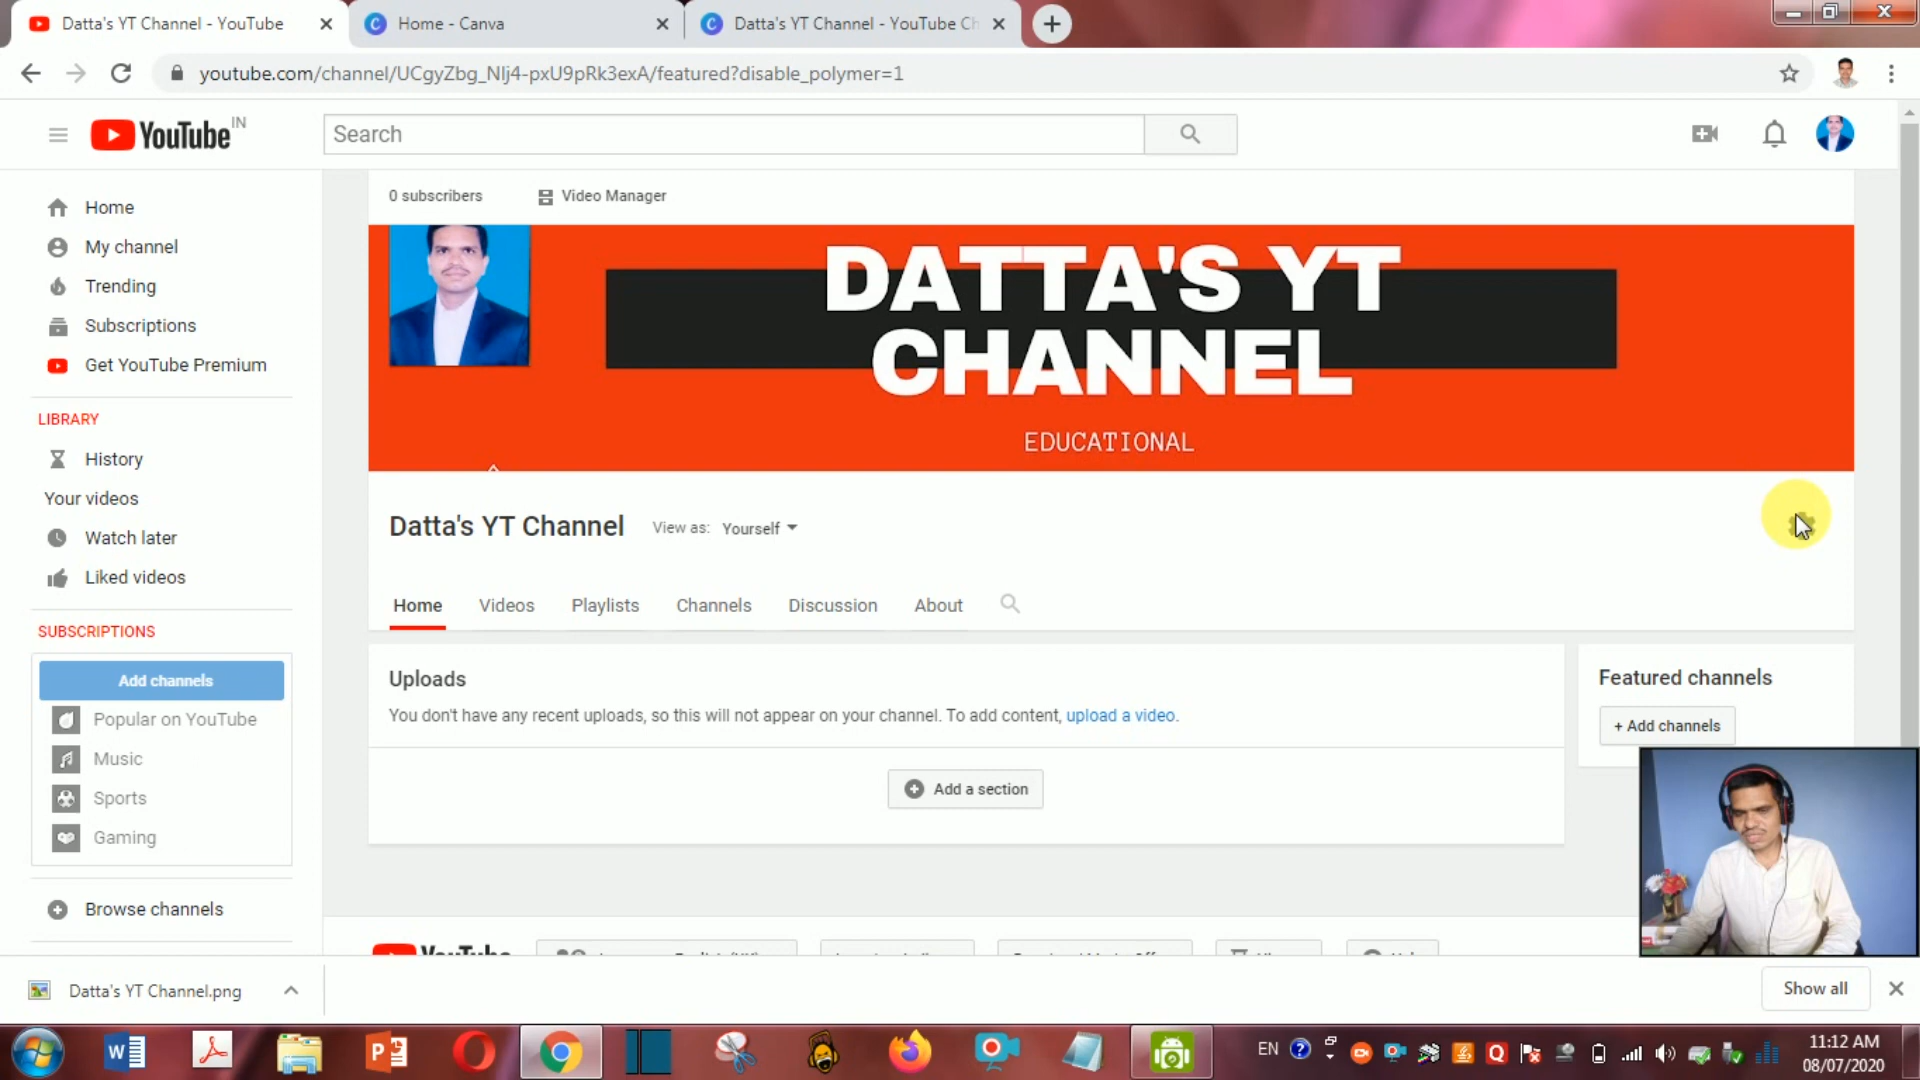 Datta's YT Channel - YouTube
Home - Canva
Datta's YT Channel - YouTube Ch
youtube.com/channel/UCgyZbg_Nlj4-pxU9pRk3exA/featured?disable_polymer=1
YouTube IN
Search
0 subscribers
Video Manager
Home
My channel
Trending
Subscriptions
Get YouTube Premium
LIBRARY
History
Your videos
Watch later
Liked videos
SUBSCRIPTIONS
Add channels
Popular on YouTube
Music
Sports
Gaming
Browse channels
DATTA'S YT
CHANNEL
EDUCATIONAL
Datta's YT Channel
View as: Yourself
Home Videos Playlists Channels Discussion About
Uploads
You don't have any recent uploads, so this will not appear on your channel. To add content, upload a video.
Add a section
Featured channels
+ Add channels
YouTube
Datta's YT Channel.png
Show all
EN
11:12 AM
08/07/2020